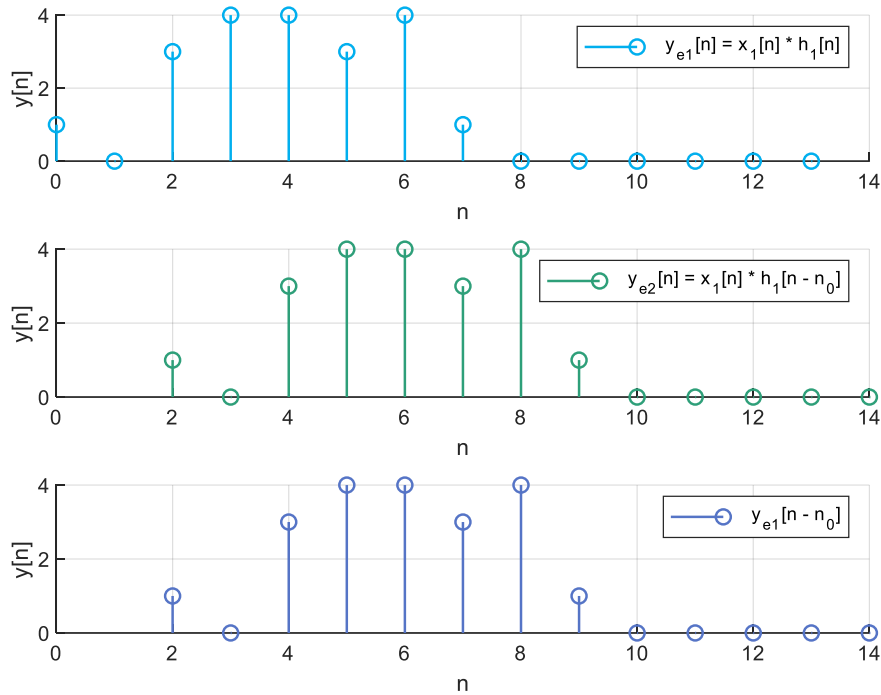 4
y_e1[n] = x_1[n] * h_1[n]
y[n]
2
0
0 2 4 6 8 10 12 14
n
4
y_e2[n] = x_1[n] * h_1[n - n_0]
y[n]
2
0
0 2 4 6 8 10 12 14
n
4
y_e1[n - n_0]
y[n]
2
0
0 2 4 6 8 10 12 14
n